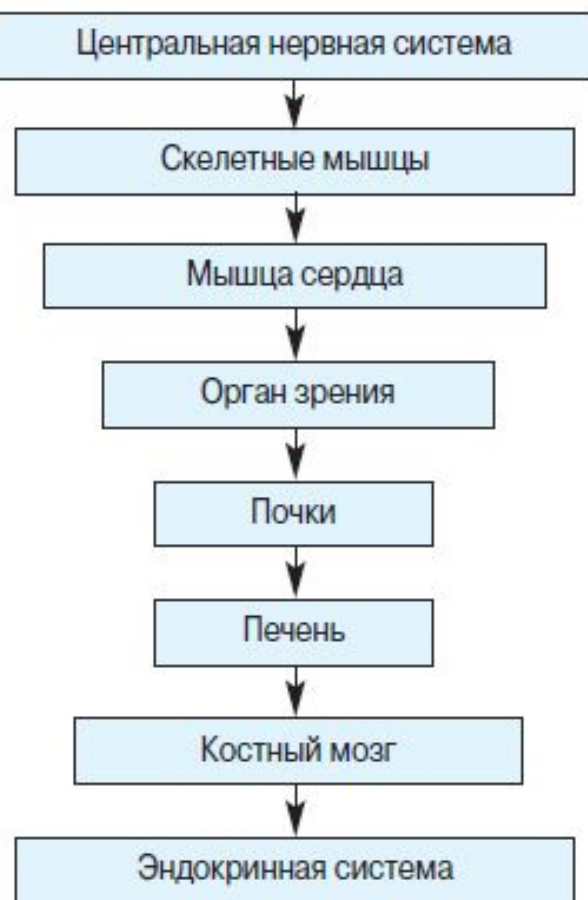 Центральная нервная система
Скелетные мышцы
Мышца сердца
Орган зрения
Почки
Печень
Костный мозг
Эндокринная система